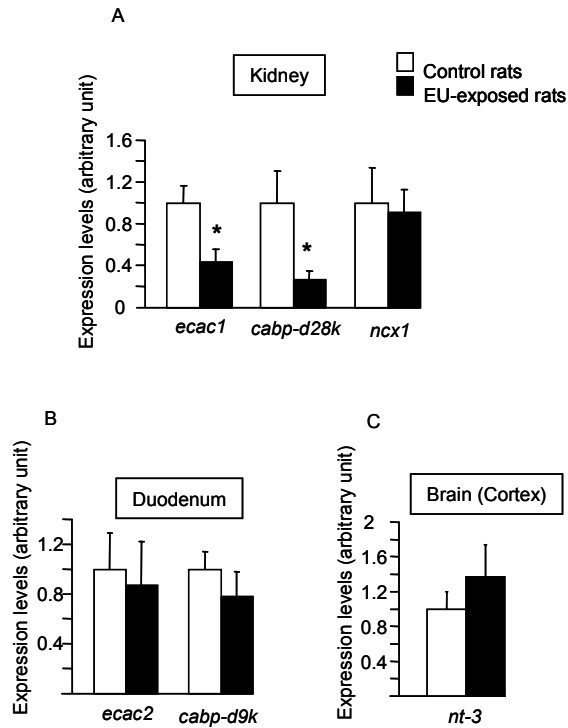 A
Kidney
Control rats
EU-exposed rats
Expression levels (arbitrary unit)
1.6
1.2
0.8
0.4
0
*
*
ecac1 cabp-d28k ncx1
B
Duodenum
Expression levels (arbitrary unit)
1.2
0.8
0.4
ecac2 cabp-d9k
C
Brain (Cortex)
Expression levels (arbitrary unit)
2
1.6
1.2
0.8
0.4
nt-3